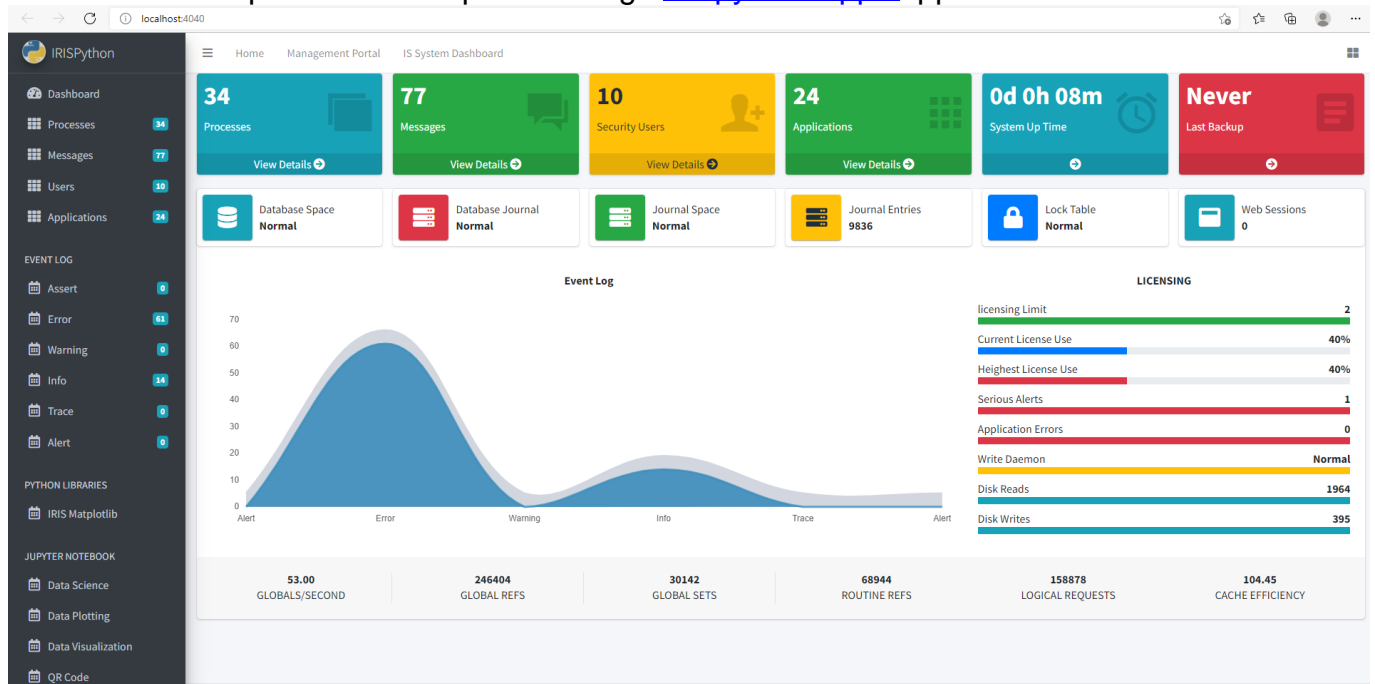 localhost:4040
IRISPython
Home Management Portal IS System Dashboard
Dashboard
Processes 34
Messages 77
Users 10
Applications 24
EVENT LOG
Assert 0
Error 61
Warning 0
Info 14
Trace 0
Alert 0
PYTHON LIBRARIES
IRIS Matplotlib
JUPYTER NOTEBOOK
Data Science
Data Plotting
Data Visualization
QR Code
34
Processes
View Details
77
Messages
View Details
10
Security Users
View Details
24
Applications
View Details
0d 0h 08m
System Up Time
Never
Last Backup
Database Space
Normal
Database Journal
Normal
Journal Space
Normal
Journal Entries
9836
Lock Table
Normal
Web Sessions
0
Event Log
70
60
50
40
30
20
10
0
Alert Error Warning Info Trace Alert
LICENSING
licensing Limit 2
Current License Use 40%
Heighest License Use 40%
Serious Alerts 1
Application Errors 0
Write Daemon Normal
Disk Reads 1964
Disk Writes 395
53.00
GLOBALS/SECOND
246404
GLOBAL REFS
30142
GLOBAL SETS
68944
ROUTINE REFS
158878
LOGICAL REQUESTS
104.45
CACHE EFFICIENCY